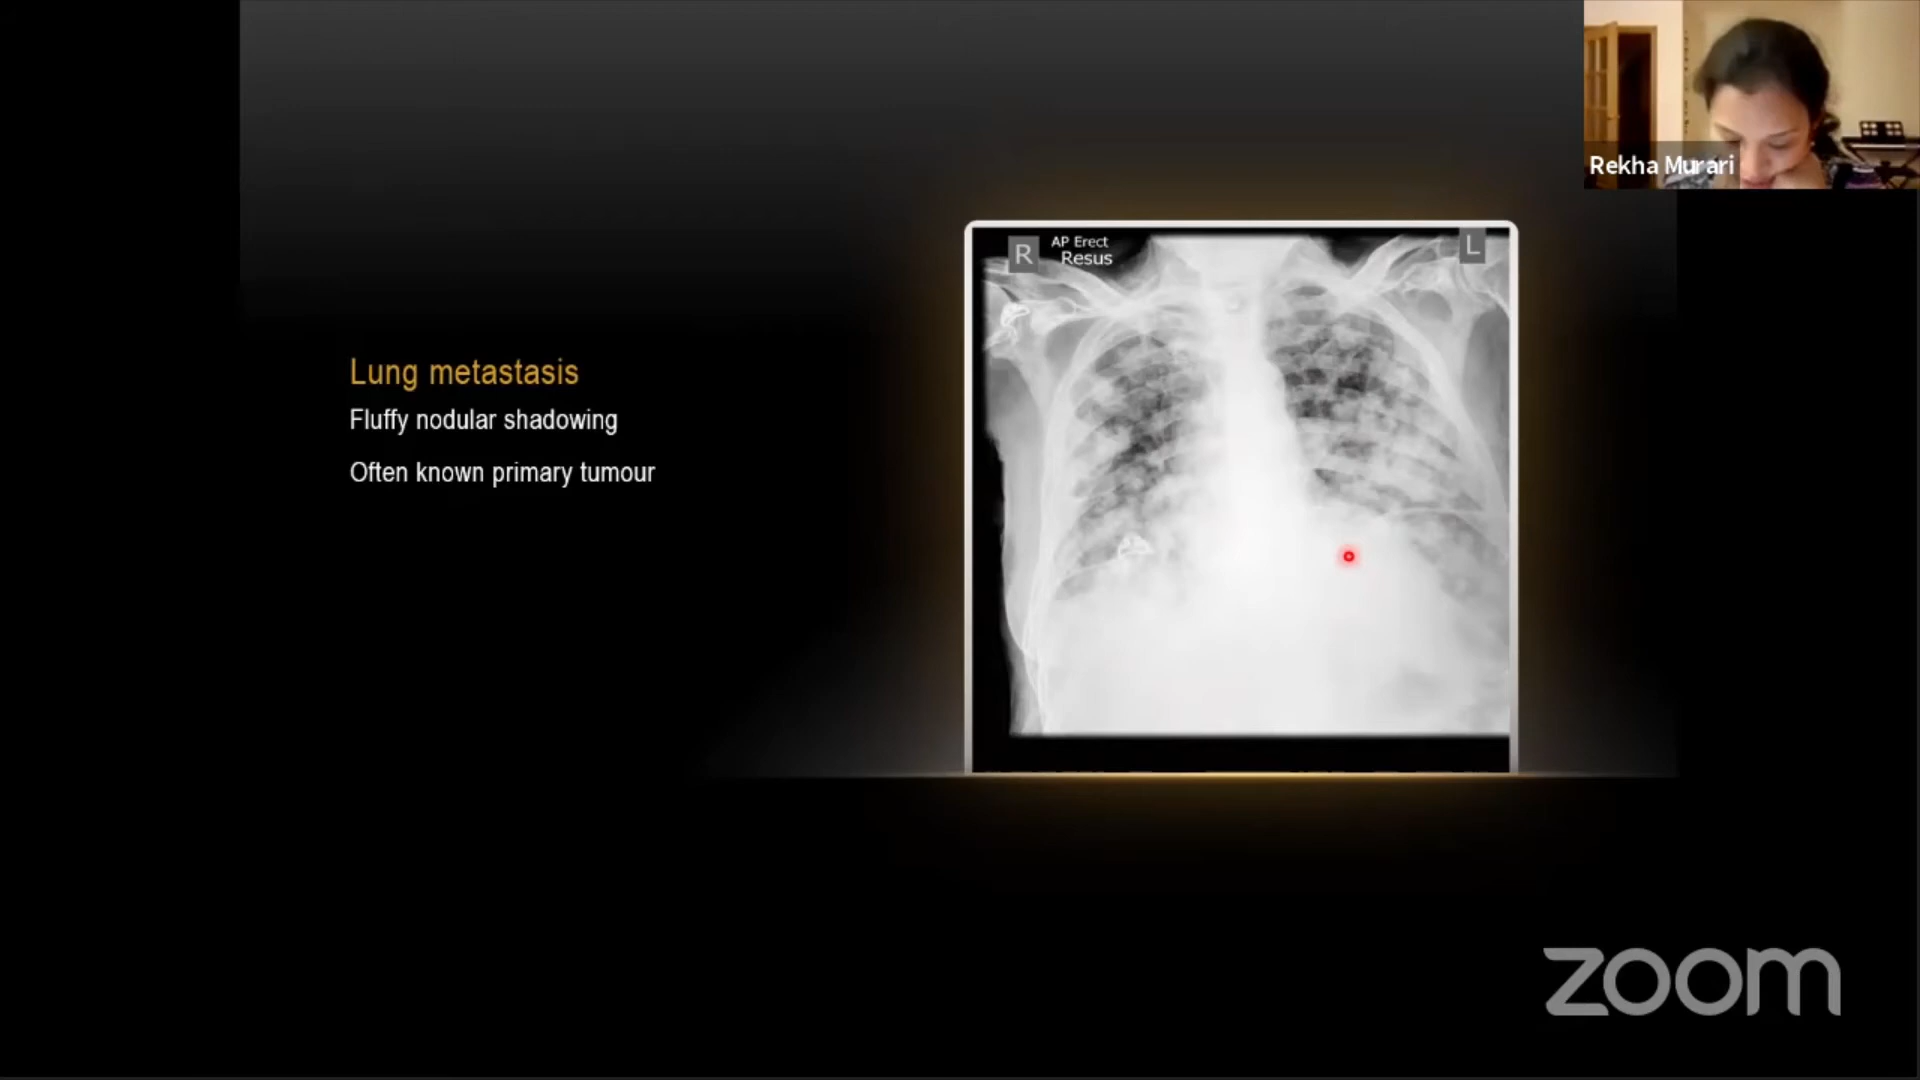 Rekha Murari
R
AP Erect
Resus
L
Lung metastasis
Fluffy nodular shadowing
Often known primary tumour
zoom